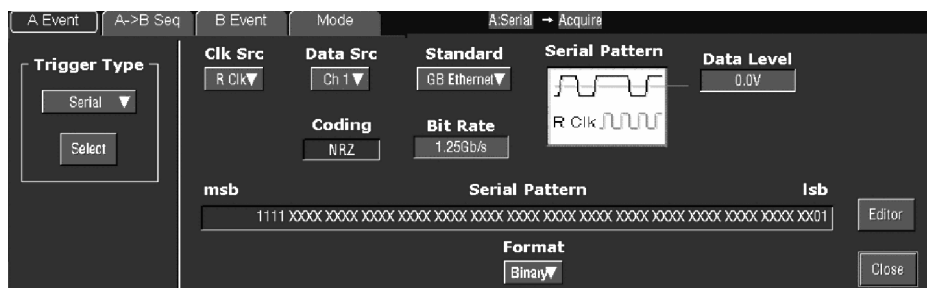 A Event A->B Seq B Event Mode A:Serial → Acquire
Trigger Type
Serial
Select
Clk Src Data Src Standard Serial Pattern Data Level
R Clk Ch 1 GB Ethernet 0.0V
R Clk
Coding Bit Rate
NRZ 1.25Gb/s
msb Serial Pattern lsb
1111 XXXX XXXX XXXX XXXX XXXX XXXX XXXX XXXX XXXX XXXX XXXX XXXX XXXX XXXX XX01
Editor
Format
Binary
Close